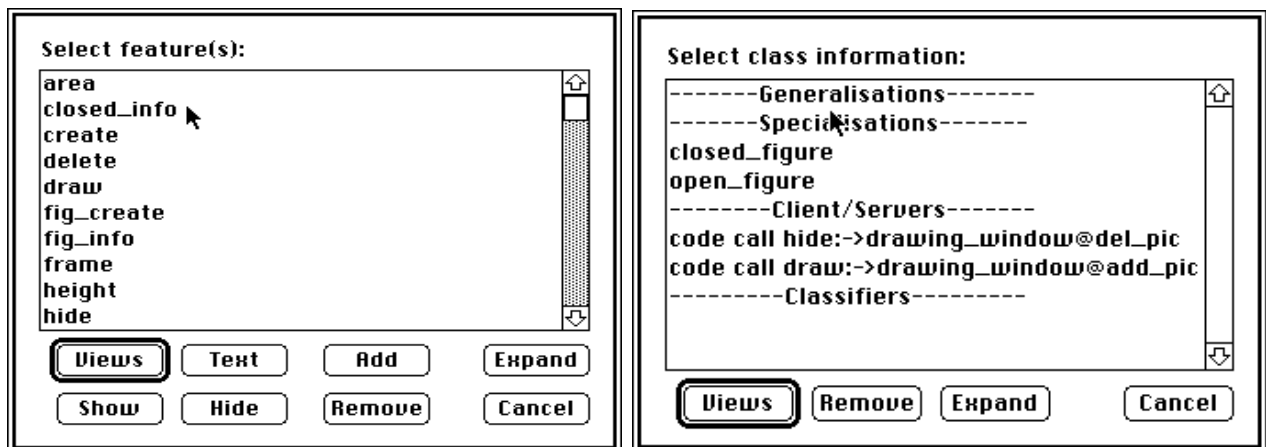 Select feature(s):
area
closed_info
create
delete
draw
fig_create
fig_info
frame
height
hide
Views Text Add Expand
Show Hide Remove Cancel
Select class information:
-------Generalisations-------
-------Specialisations-------
closed_figure
open_figure
--------Client/Servers-------
code call hide:->drawing_window@del_pic
code call draw:->drawing_window@add_pic
---------Classifiers---------
Views Remove Expand Cancel